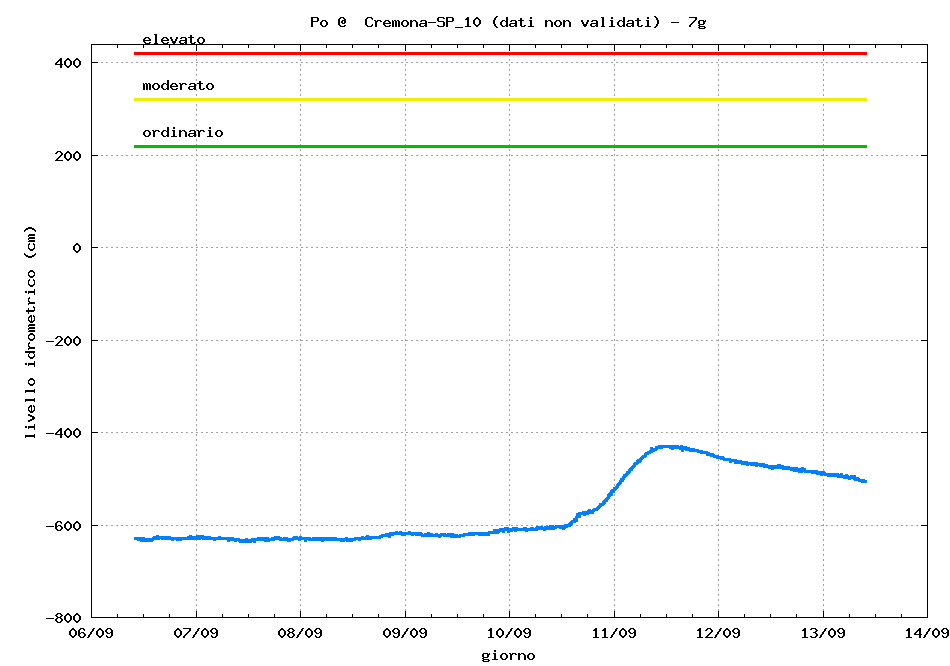 Po @  Cremona-SP_10 (dati non validati) - 7g
elevato
400
moderato
ordinario
200
0
-200
-400
-600
-800
livello idrometrico (cm)
06/09 07/09 08/09 09/09 10/09 11/09 12/09 13/09 14/09
giorno